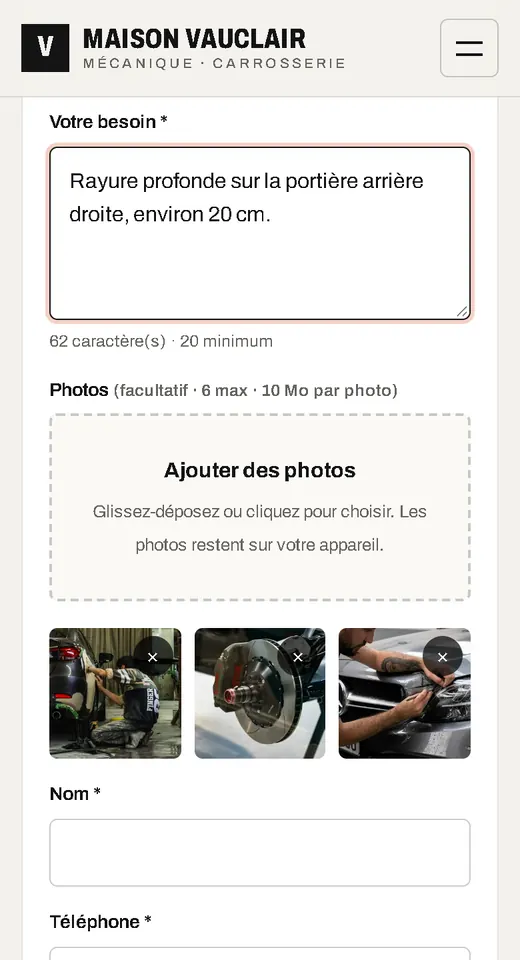 V
MAISON VAUCLAIR
MÉCANIQUE · CARROSSERIE
Votre besoin *
Rayure profonde sur la portière arrière
droite, environ 20 cm.
62 caractère(s) · 20 minimum
Photos (facultatif · 6 max · 10 Mo par photo)
Ajouter des photos
Glissez-déposez ou cliquez pour choisir. Les
photos restent sur votre appareil.
Nom *
Téléphone *